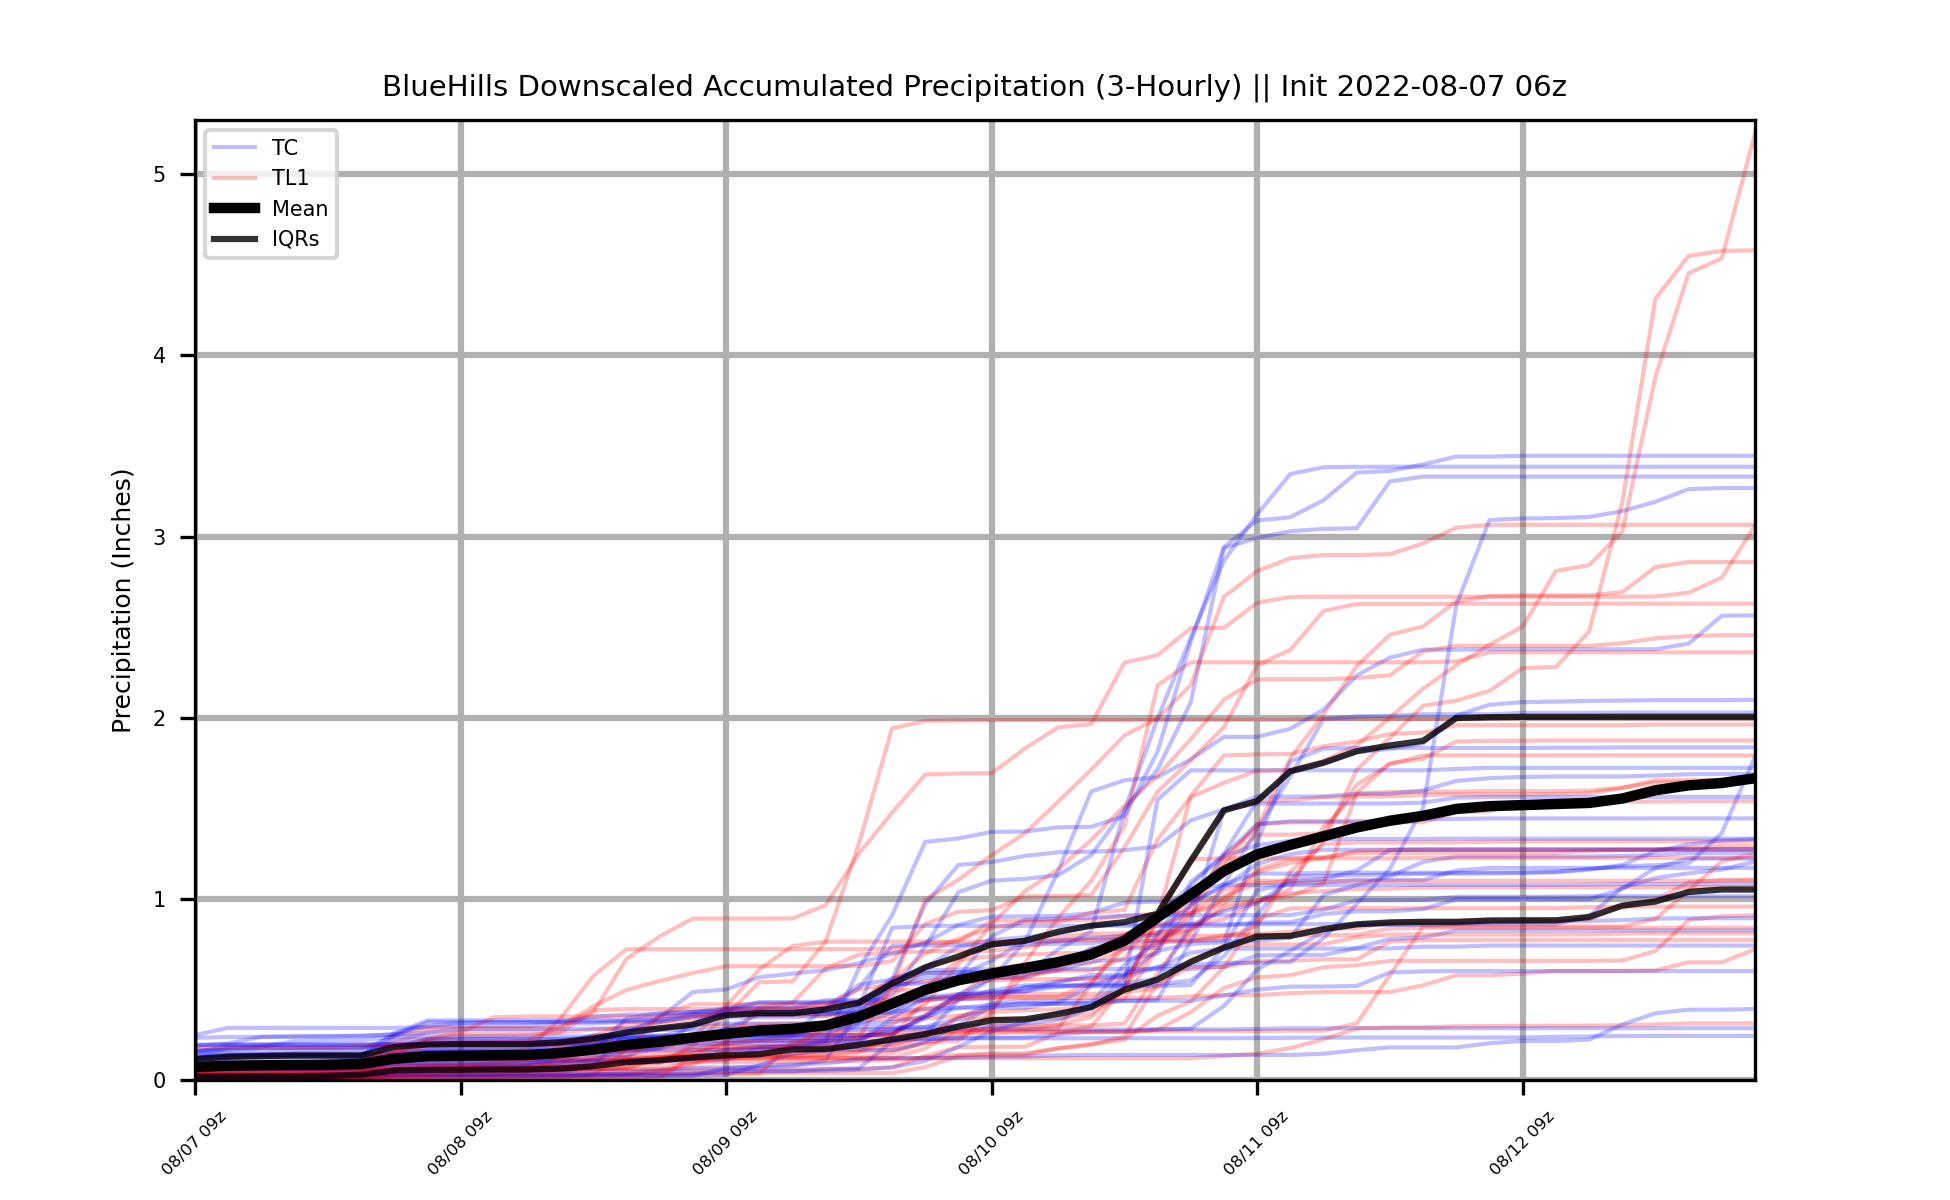 BlueHills Downscaled Accumulated Precipitation (3-Hourly) || Init 2022-08-07 06z
TC
TL1
Mean
IQRs
Precipitation (Inches)
5
4
3
2
1
0
08/07 09z
08/08 09z
08/09 09z
08/10 09z
08/11 09z
08/12 09z